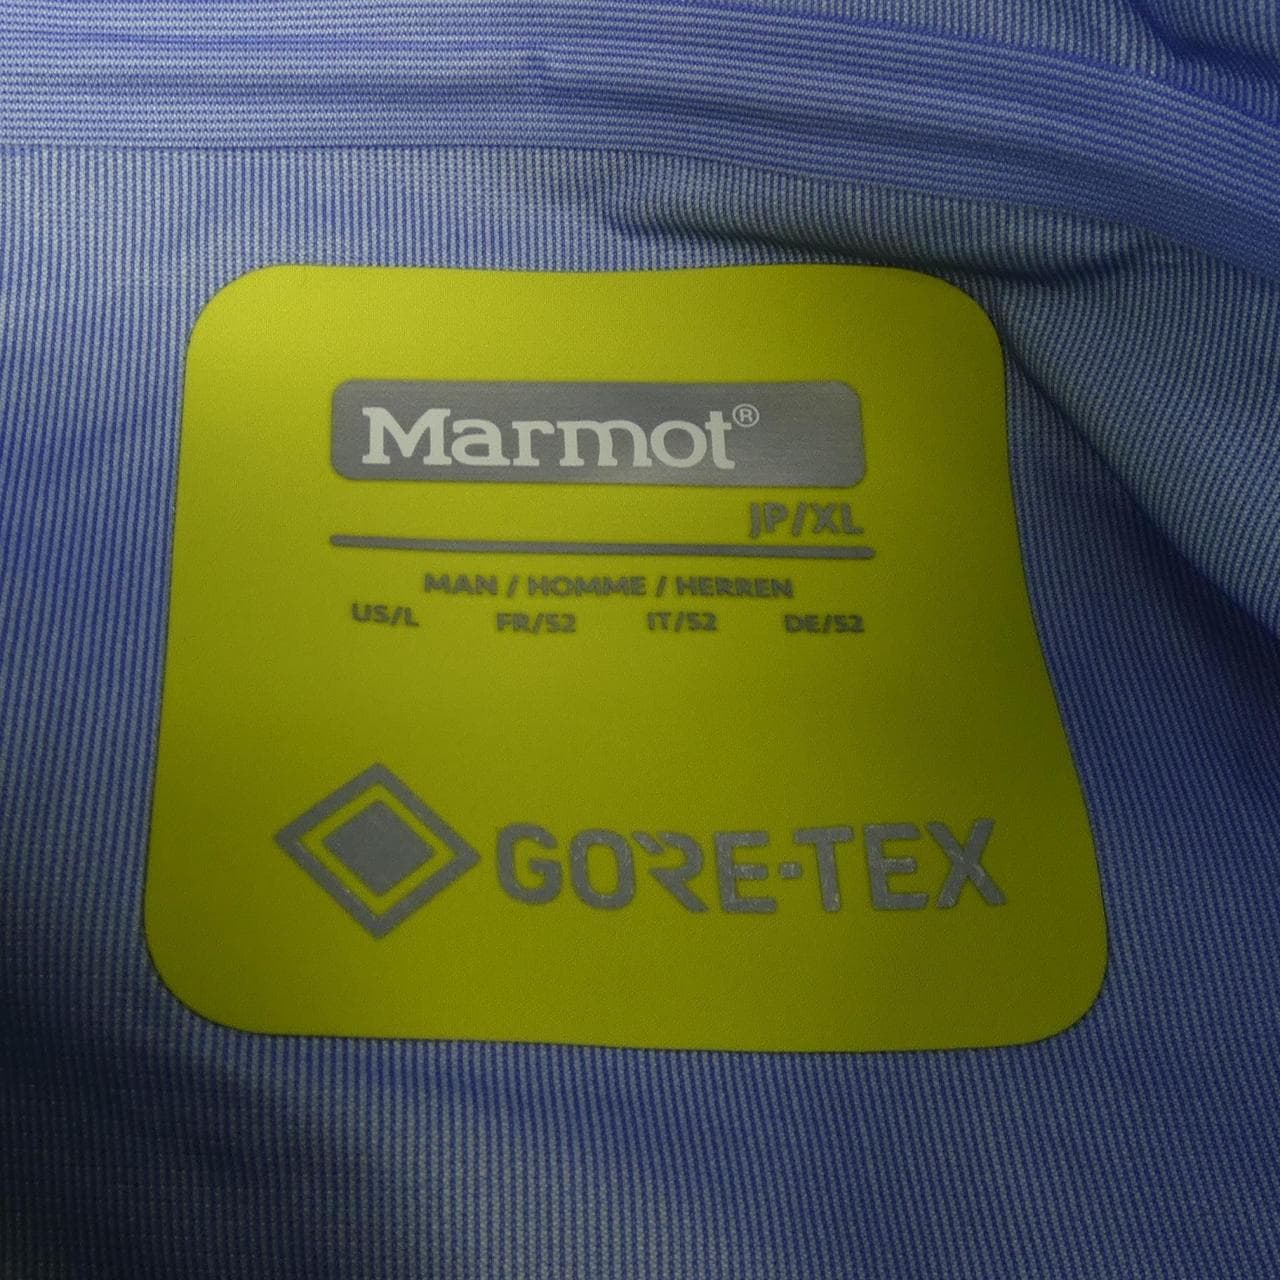 Marmot®
JP/XL
MAN / HOMME / HERREN
US/L FR/52 IT/52 DE/52
GORE-TEX